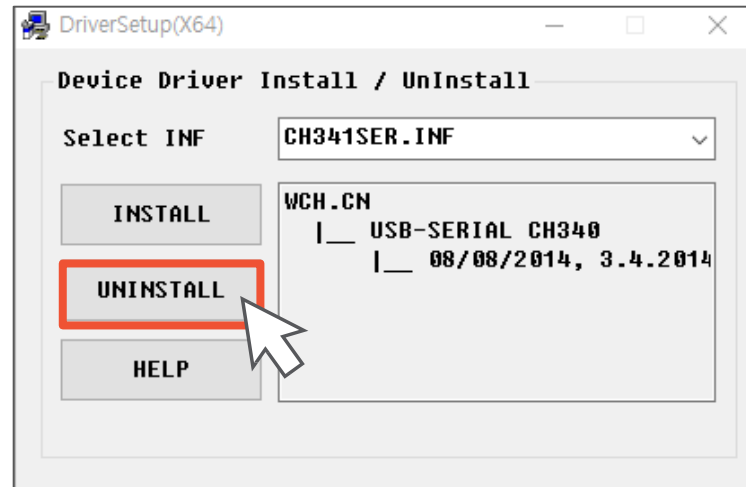 DriverSetup(X64)
Device Driver Install / UnInstall
Select INF
CH341SER.INF
INSTALL
UNINSTALL
HELP
WCH.CN
|__ USB-SERIAL CH340
|__ 08/08/2014, 3.4.2014